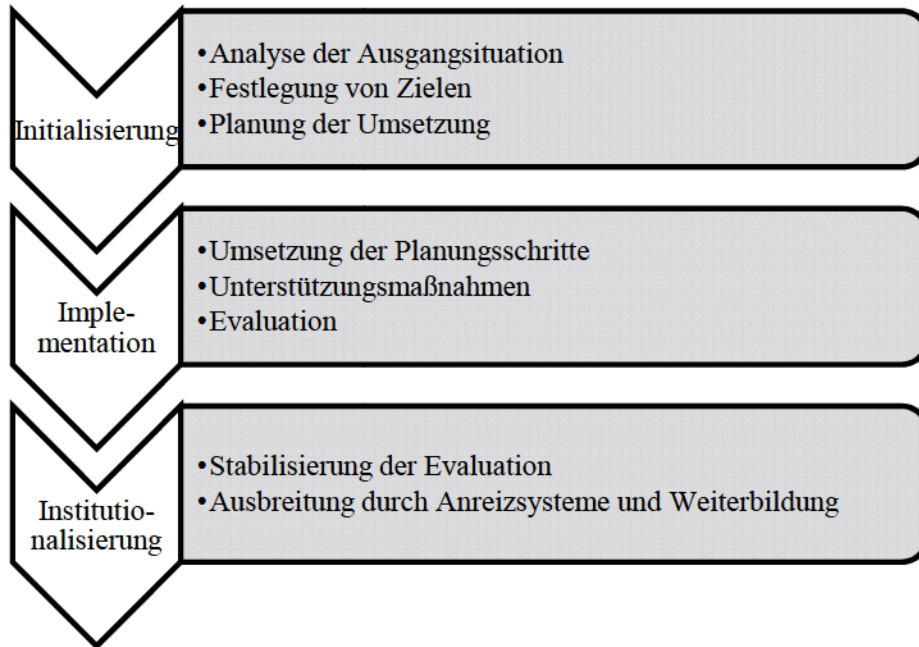 •Analyse der Ausgangsituation
•Festlegung von Zielen
•Planung der Umsetzung
Initialisierung
•Umsetzung der Planungsschritte
•Unterstützungsmaßnahmen
•Evaluation
Imple-
mentation
•Stabilisierung der Evaluation
•Ausbreitung durch Anreizsysteme und Weiterbildung
Institutio-
nalisierung